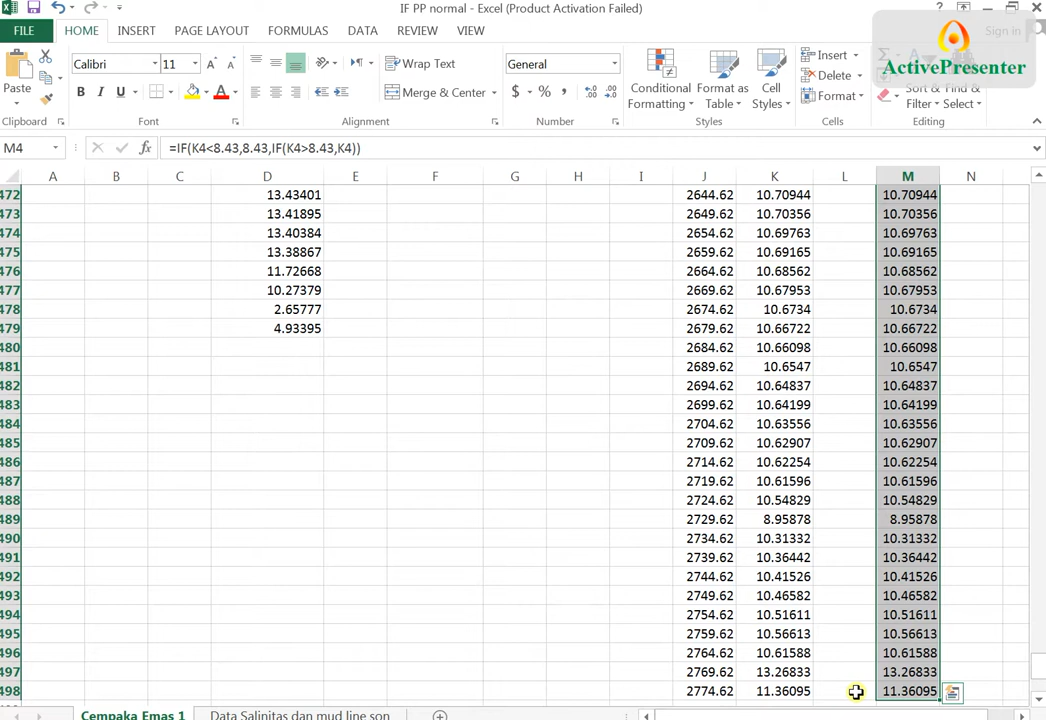 IF PP normal - Excel (Product Activation Failed)
FILE HOME INSERT PAGE LAYOUT FORMULAS DATA REVIEW VIEW Sign in
ActivePresenter
Paste Calibri 11 Wrap Text General Insert
Merge & Center $ % Conditional Formatting Format as Table Cell Styles Delete Format Sort & Filter Find & Select
Clipboard Font Alignment Number Styles Cells Editing
M4 fx =IF(K4<8.43,8.43,IF(K4>8.43,K4))
A B C D E F G H I J K L M N
472 13.43401 2644.62 10.70944 10.70944
473 13.41895 2649.62 10.70356 10.70356
474 13.40384 2654.62 10.69763 10.69763
475 13.38867 2659.62 10.69165 10.69165
476 11.72668 2664.62 10.68562 10.68562
477 10.27379 2669.62 10.67953 10.67953
478 2.65777 2674.62 10.6734 10.6734
479 4.93395 2679.62 10.66722 10.66722
480 2684.62 10.66098 10.66098
481 2689.62 10.6547 10.6547
482 2694.62 10.64837 10.64837
483 2699.62 10.64199 10.64199
484 2704.62 10.63556 10.63556
485 2709.62 10.62907 10.62907
486 2714.62 10.62254 10.62254
487 2719.62 10.61596 10.61596
488 2724.62 10.54829 10.54829
489 2729.62 8.95878 8.95878
490 2734.62 10.31332 10.31332
491 2739.62 10.36442 10.36442
492 2744.62 10.41526 10.41526
493 2749.62 10.46582 10.46582
494 2754.62 10.51611 10.51611
495 2759.62 10.56613 10.56613
496 2764.62 10.61588 10.61588
497 2769.62 13.26833 13.26833
498 2774.62 11.36095 11.36095
Cempaka Emas 1 Data Salinitas dan mud line son